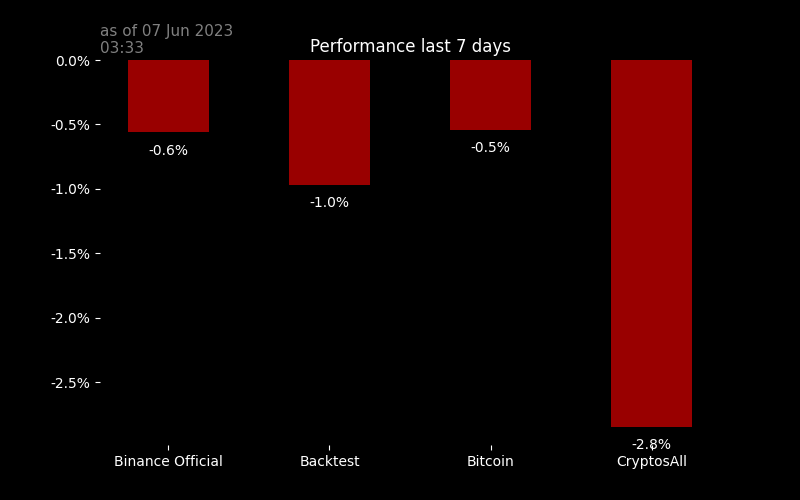 as of 07 Jun 2023
03:33
Performance last 7 days
0.0%
-0.5%
-1.0%
-1.5%
-2.0%
-2.5%
-0.6%
-1.0%
-0.5%
-2.8%
Binance Official
Backtest
Bitcoin
CryptosAll